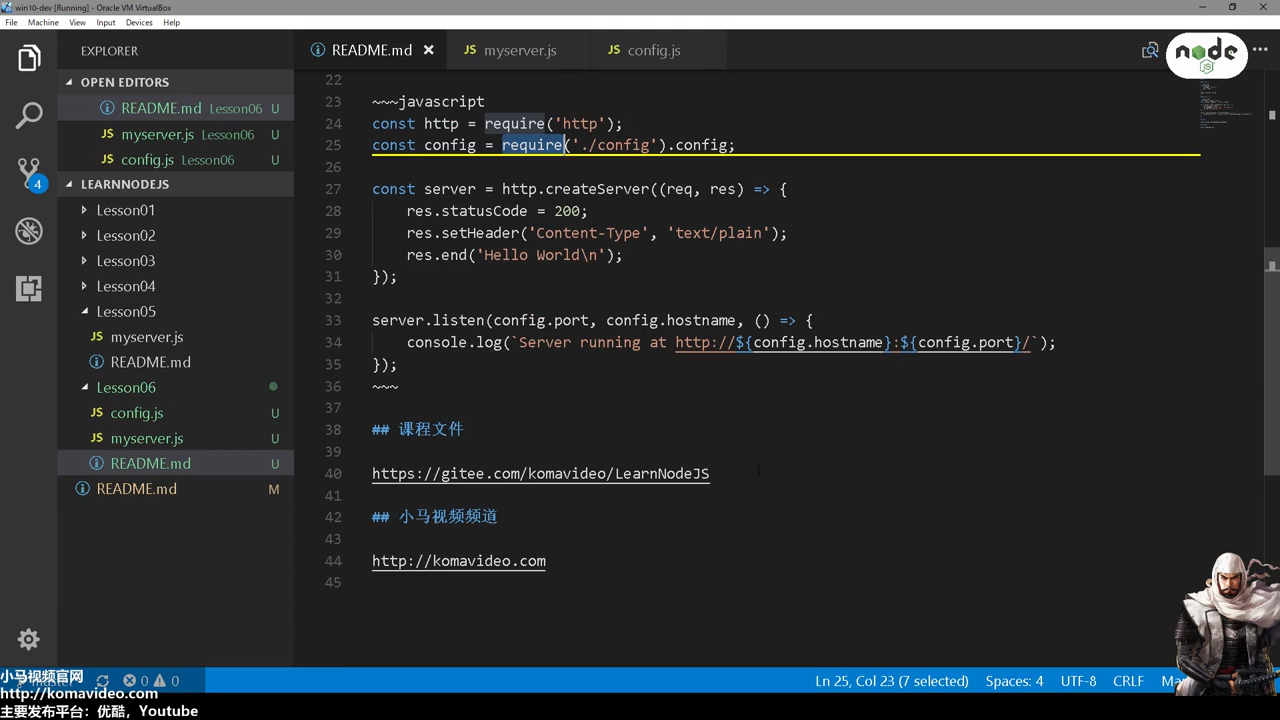 win10-dev [Running] - Oracle VM VirtualBox
File Machine View Input Devices Help
EXPLORER
README.md
JS myserver.js
JS config.js
node
JS
OPEN EDITORS
README.md Lesson06 U
JS myserver.js Lesson06 U
JS config.js Lesson06 U
4
LEARNNODEJS
Lesson01
Lesson02
Lesson03
Lesson04
Lesson05
JS myserver.js
README.md
Lesson06
JS config.js U
JS myserver.js U
README.md U
README.md M
22
23 ~~~javascript
24 const http = require('http');
25 const config = require('./config').config;
26
27 const server = http.createServer((req, res) => {
28 res.statusCode = 200;
29 res.setHeader('Content-Type', 'text/plain');
30 res.end('Hello World\n');
31 });
32
33 server.listen(config.port, config.hostname, () => {
34 console.log(`Server running at http://${config.hostname}:${config.port}/`);
35 });
36 ~~~
37
38 ## 课程文件
39
40 https://gitee.com/komavideo/LearnNodeJS
41
42 ## 小马视频频道
43
44 http://komavideo.com
45
小马视频官网
http://komavideo.com
主要发布平台：优酷，Youtube
0 0
Ln 25, Col 23 (7 selected) Spaces: 4 UTF-8 CRLF